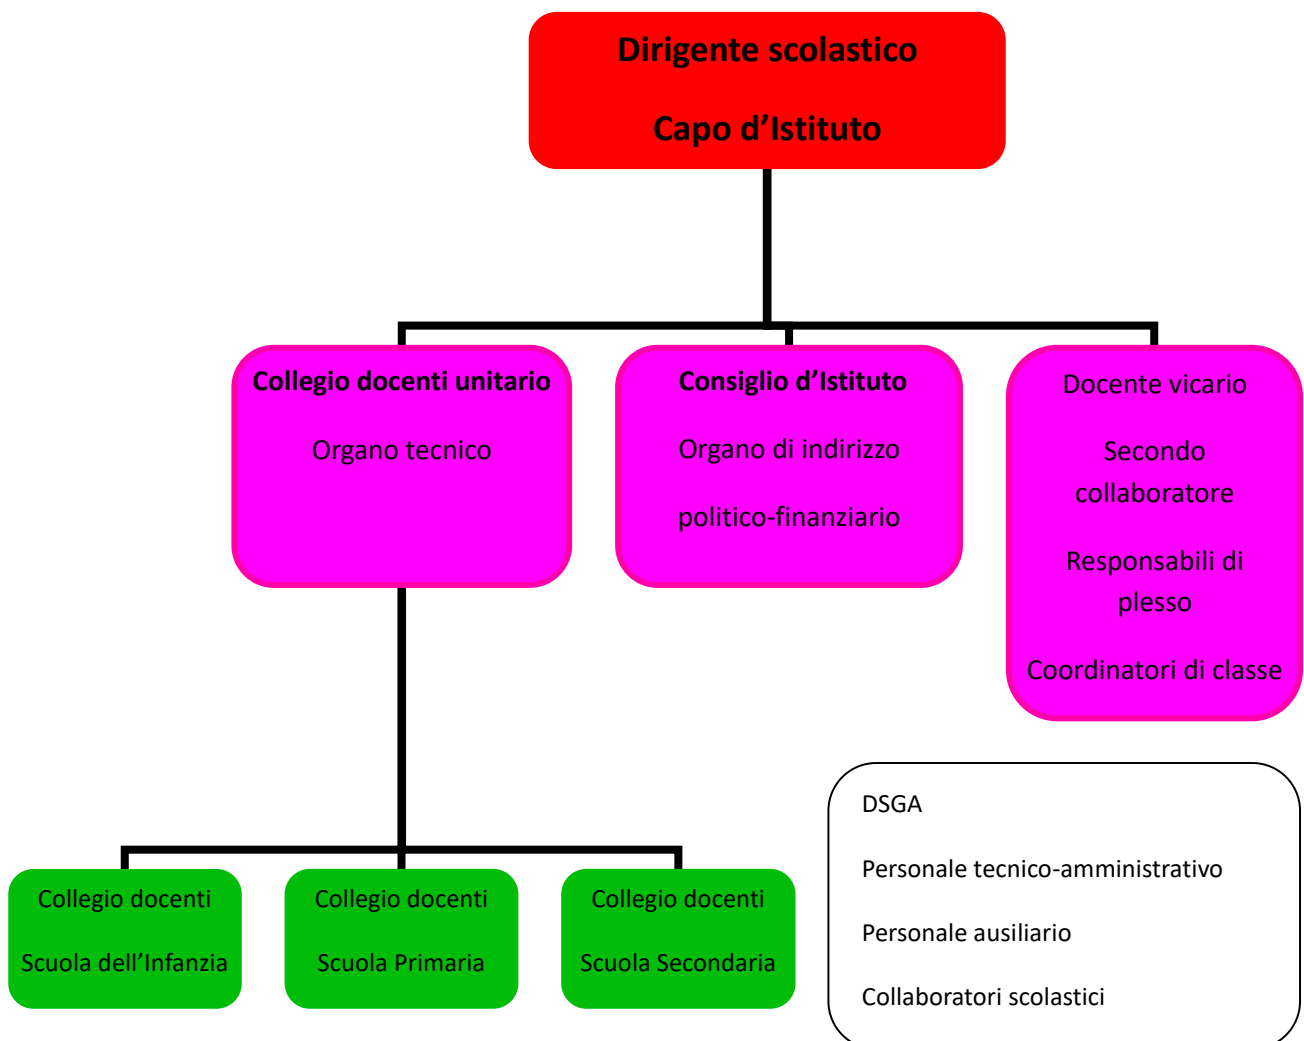 Dirigente scolastico
Capo d’Istituto
Collegio docenti unitario
Organo tecnico
Consiglio d’Istituto
Organo di indirizzo
politico-finanziario
Docente vicario
Secondo
collaboratore
Responsabili di
plesso
Coordinatori di classe
Collegio docenti
Scuola dell’Infanzia
Collegio docenti
Scuola Primaria
Collegio docenti
Scuola Secondaria
DSGA
Personale tecnico-amministrativo
Personale ausiliario
Collaboratori scolastici